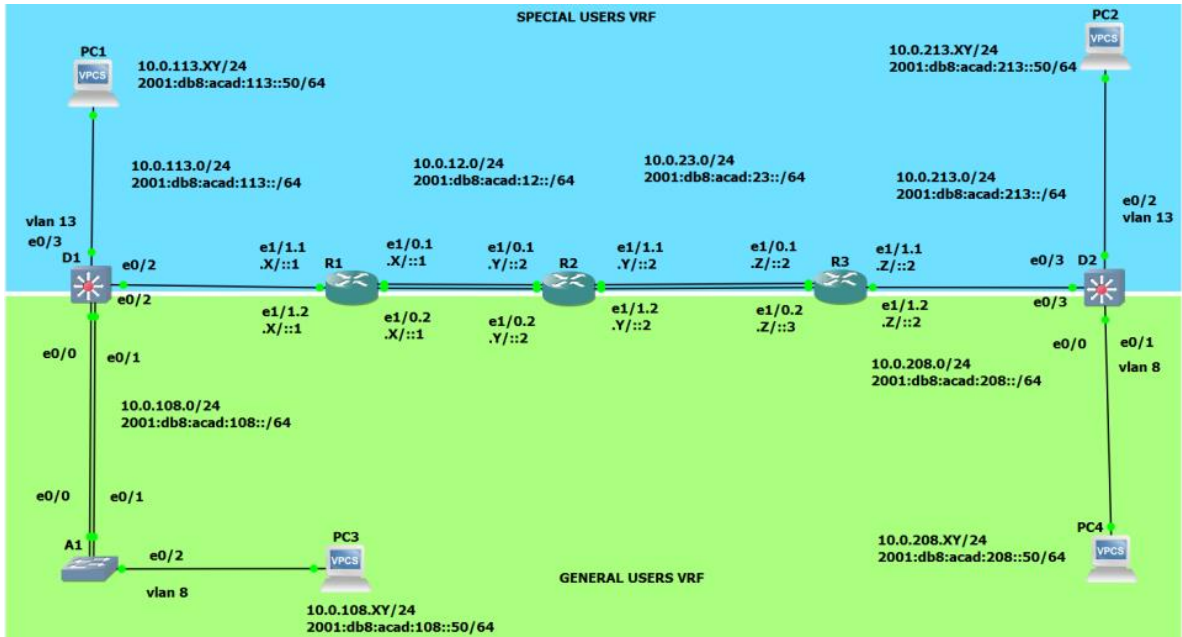 SPECIAL USERS VRF
PC1
VPCS
10.0.113.XY/24
2001:db8:acad:113::50/64
PC2
VPCS
10.0.213.XY/24
2001:db8:acad:213::50/64
10.0.113.0/24
2001:db8:acad:113::/64
10.0.12.0/24
2001:db8:acad:12::/64
10.0.23.0/24
2001:db8:acad:23::/64
10.0.213.0/24
2001:db8:acad:213::/64
vlan 13
e0/3
D1
e0/2
e0/2
e1/1.1
.X/::1
R1
e1/0.1
.X/::1
e1/0.1
.Y/::2
R2
e1/1.1
.Y/::2
e1/0.1
.Z/::2
R3
e1/1.1
.Z/::2
e0/3
e0/2
vlan 13
D2
e1/1.2
.X/::1
e1/0.2
.X/::1
e1/0.2
.Y/::2
e1/1.2
.Y/::2
e1/0.2
.Z/::3
e1/1.2
.Z/::2
e0/3
e0/0
e0/1
e0/0
e0/1
vlan 8
10.0.108.0/24
2001:db8:acad:108::/64
10.0.208.0/24
2001:db8:acad:208::/64
e0/0
e0/1
A1
e0/2
vlan 8
PC3
VPCS
10.0.108.XY/24
2001:db8:acad:108::50/64
PC4
VPCS
10.0.208.XY/24
2001:db8:acad:208::50/64
GENERAL USERS VRF